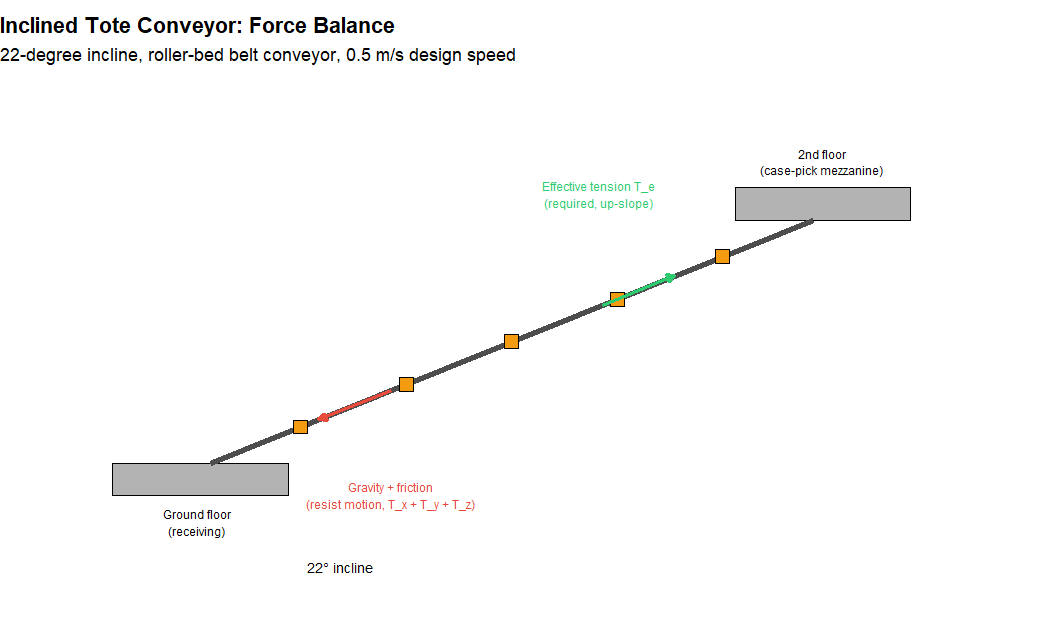 Inclined Tote Conveyor: Force Balance
22-degree incline, roller-bed belt conveyor, 0.5 m/s design speed
2nd floor
(case-pick mezzanine)
Effective tension T_e
(required, up-slope)
Gravity + friction
(resist motion, T_x + T_y + T_z)
Ground floor
(receiving)
22° incline